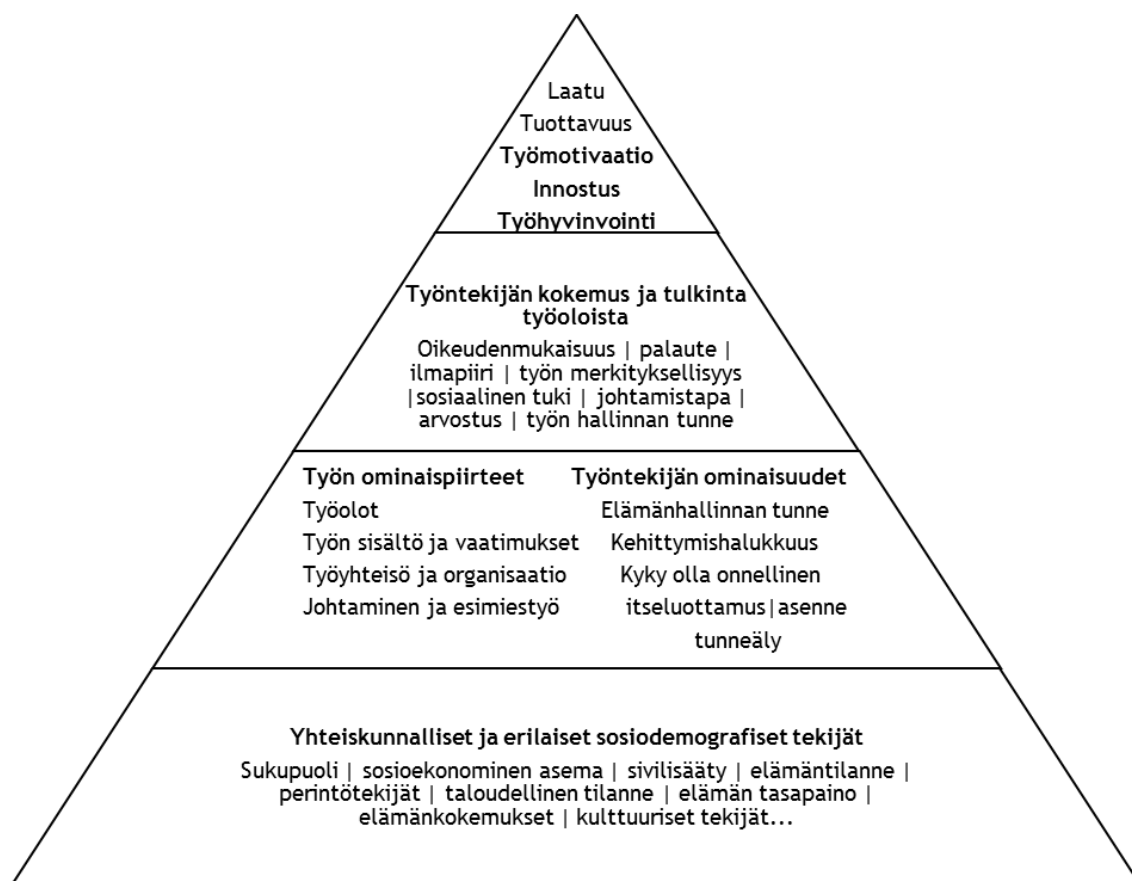 Laatu
Tuottavuus
Työmotivaatio
Innostus
Työhyvinvointi
Työntekijän kokemus ja tulkinta
työoloista
Oikeudenmukaisuus | palaute |
ilmapiiri | työn merkityksellisyys
|sosiaalinen tuki | johtamistapa |
arvostus | työn hallinnan tunne
Työn ominaispiirteet
Työolot
Työn sisältö ja vaatimukset
Työyhteisö ja organisaatio
Johtaminen ja esimiestyö
Työntekijän ominaisuudet
Elämänhallinnan tunne
Kehittymishalukkuus
Kyky olla onnellinen
itseluottamus|asenne
tunneäly
Yhteiskunnalliset ja erilaiset sosiodemografiset tekijät
Sukupuoli | sosioekonominen asema | sivilisääty | elämäntilanne |
perintötekijät | taloudellinen tilanne | elämän tasapaino |
elämänkokemukset | kulttuuriset tekijät...